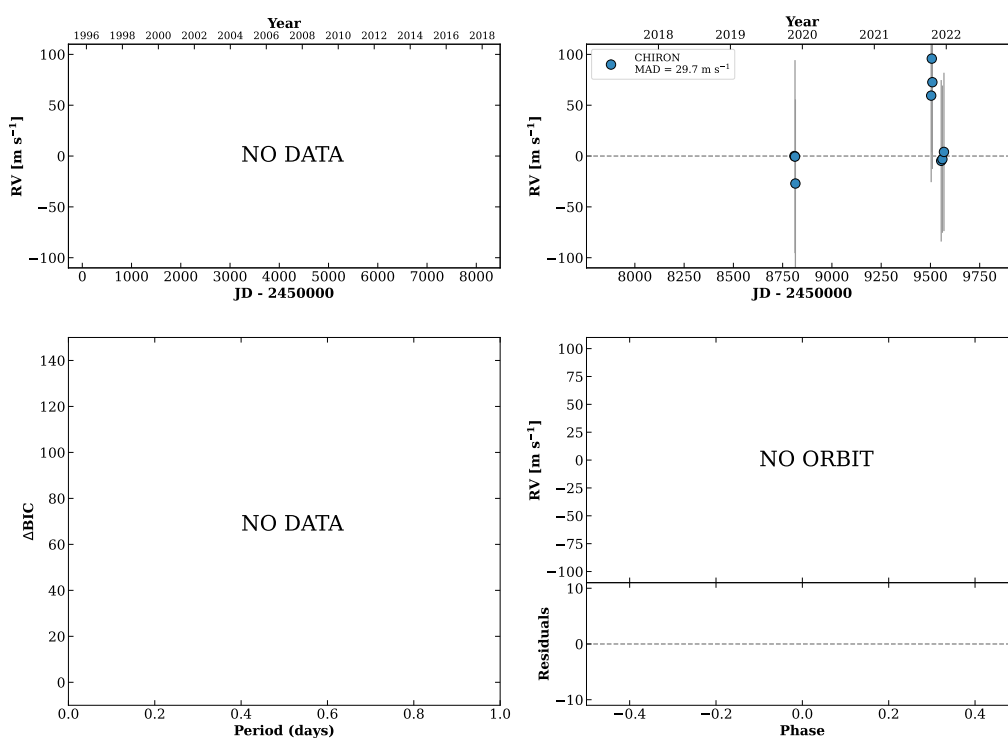 Year
1996 1998 2000 2002 2004 2006 2008 2010 2012 2014 2016 2018
100
50
0
−50
−100
RV [m s⁻¹]
NO DATA
0 1000 2000 3000 4000 5000 6000 7000 8000
JD - 2450000
Year
2018 2019 2020 2021 2022
CHIRON
MAD = 29.7 m s⁻¹
100
50
0
−50
−100
RV [m s⁻¹]
8000 8250 8500 8750 9000 9250 9500 9750
JD - 2450000
140
120
100
80
60
40
20
0
ΔBIC
NO DATA
0.0 0.2 0.4 0.6 0.8 1.0
Period (days)
100
75
50
25
0
−25
−50
−75
−100
RV [m s⁻¹]
NO ORBIT
10
0
−10
Residuals
−0.4 −0.2 0.0 0.2 0.4
Phase